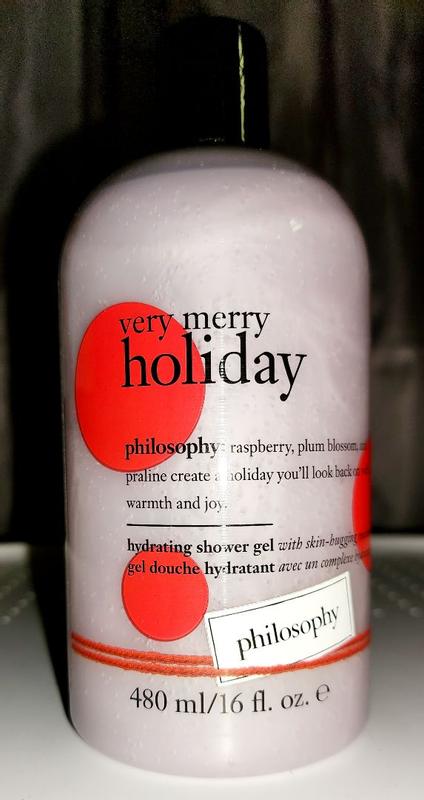 very merry
holiday
philosophy: raspberry, plum blossom,
praline create a holiday you'll look back on
warmth and joy.
hydrating shower gel with skin-hugging
gel douche hydratant avec un complexe
philosophy
480 ml/16 fl. oz. ℮